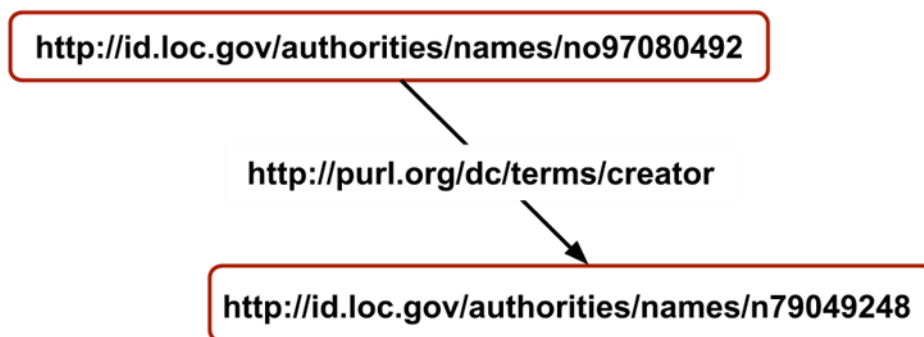 http://id.loc.gov/authorities/names/no97080492
http://purl.org/dc/terms/creator
http://id.loc.gov/authorities/names/n79049248